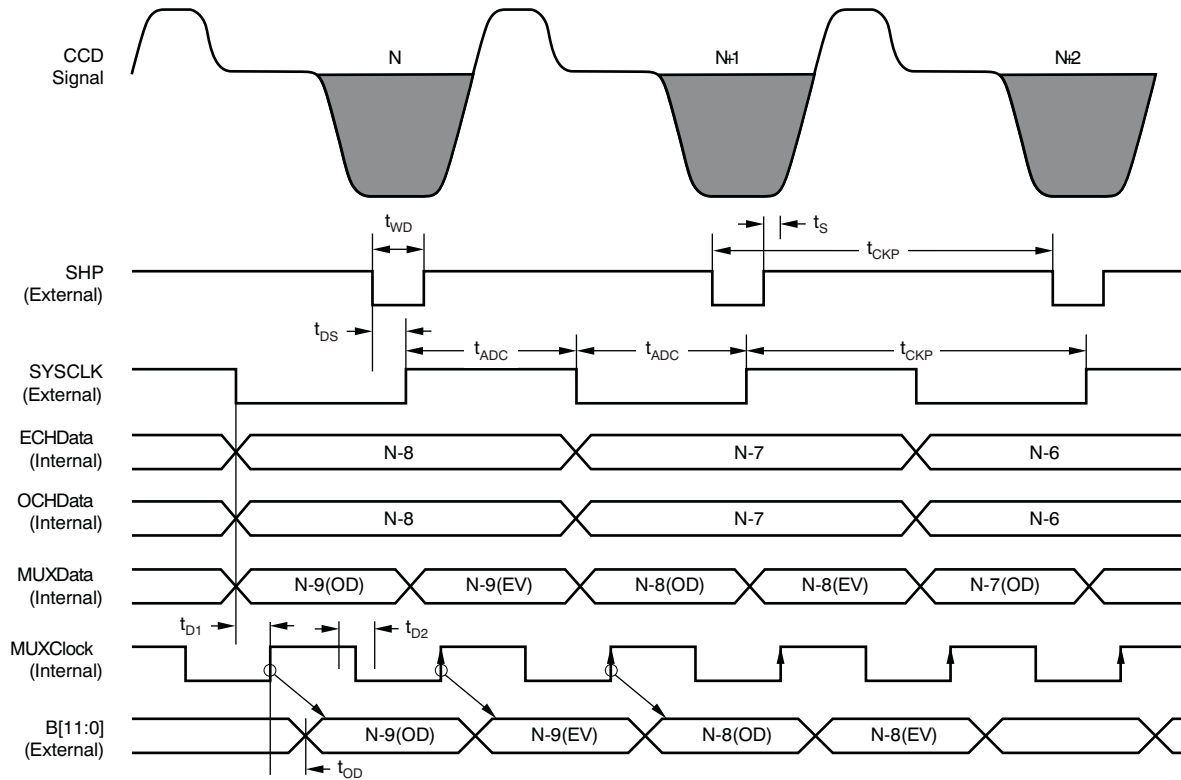 CCD
Signal
N
N+1
N+2
tWD
tS
tCKP
SHP
(External)
tDS
tADC
tADC
tCKP
SYSCLK
(External)
ECHData
(Internal)
N-8
N-7
N-6
OCHData
(Internal)
N-8
N-7
N-6
MUXData
(Internal)
N-9(OD)
N-9(EV)
N-8(OD)
N-8(EV)
N-7(OD)
tD1
tD2
MUXClock
(Internal)
B[11:0]
(External)
N-9(OD)
N-9(EV)
N-8(OD)
N-8(EV)
tOD